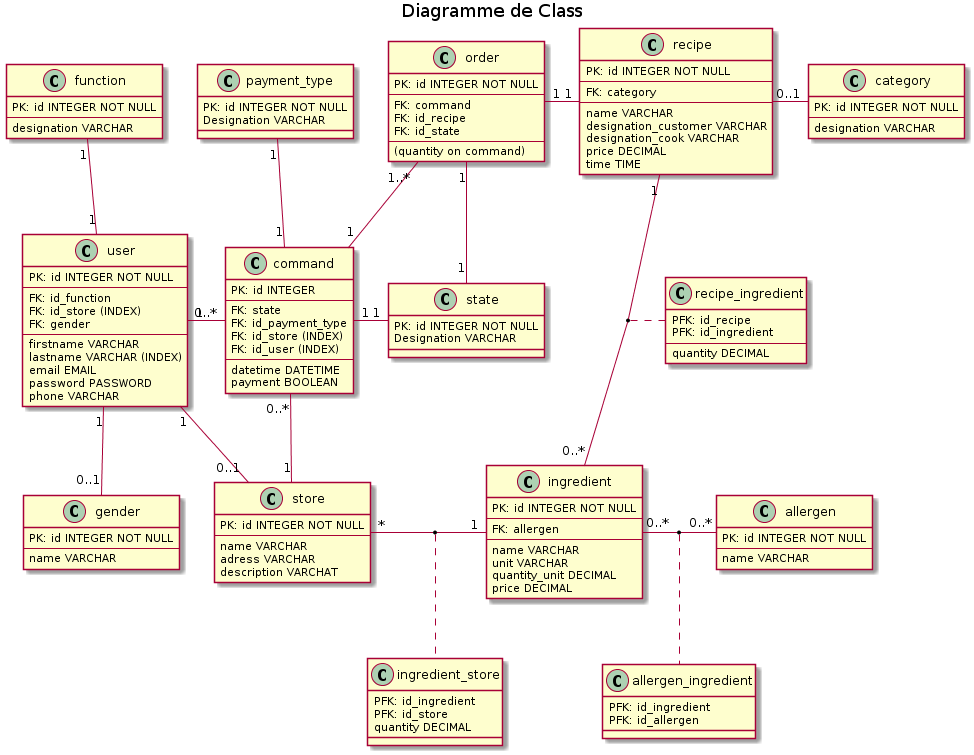 Diagramme de Class
C function
PK: id INTEGER NOT NULL
designation VARCHAR
C payment_type
PK: id INTEGER NOT NULL
Designation VARCHAR
C order
PK: id INTEGER NOT NULL
FK: command
FK: id_recipe
FK: id_state
(quantity on command)
1 1
C recipe
PK: id INTEGER NOT NULL
FK: category
name VARCHAR
designation_customer VARCHAR
designation_cook VARCHAR
price DECIMAL
time TIME
0..1
C category
PK: id INTEGER NOT NULL
designation VARCHAR
1
1
1
1
1..*
1
1
1
1
C user
PK: id INTEGER NOT NULL
FK: id_function
FK: id_store (INDEX)
FK: gender
firstname VARCHAR
lastname VARCHAR (INDEX)
email EMAIL
password PASSWORD
phone VARCHAR
0..*
C command
PK: id INTEGER
FK: state
FK: id_payment_type
FK: id_store (INDEX)
FK: id_user (INDEX)
datetime DATETIME
payment BOOLEAN
1 1
C state
PK: id INTEGER NOT NULL
Designation VARCHAR
C recipe_ingredient
PFK: id_recipe
PFK: id_ingredient
quantity DECIMAL
1
0..1
1
0..1
0..*
1
0..*
C gender
PK: id INTEGER NOT NULL
name VARCHAR
C store
PK: id INTEGER NOT NULL
name VARCHAR
adress VARCHAR
description VARCHAT
*
1
C ingredient
PK: id INTEGER NOT NULL
FK: allergen
name VARCHAR
unit VARCHAR
quantity_unit DECIMAL
price DECIMAL
0..*
0..*
C allergen
PK: id INTEGER NOT NULL
name VARCHAR
C ingredient_store
PFK: id_ingredient
PFK: id_store
quantity DECIMAL
C allergen_ingredient
PFK: id_ingredient
PFK: id_allergen